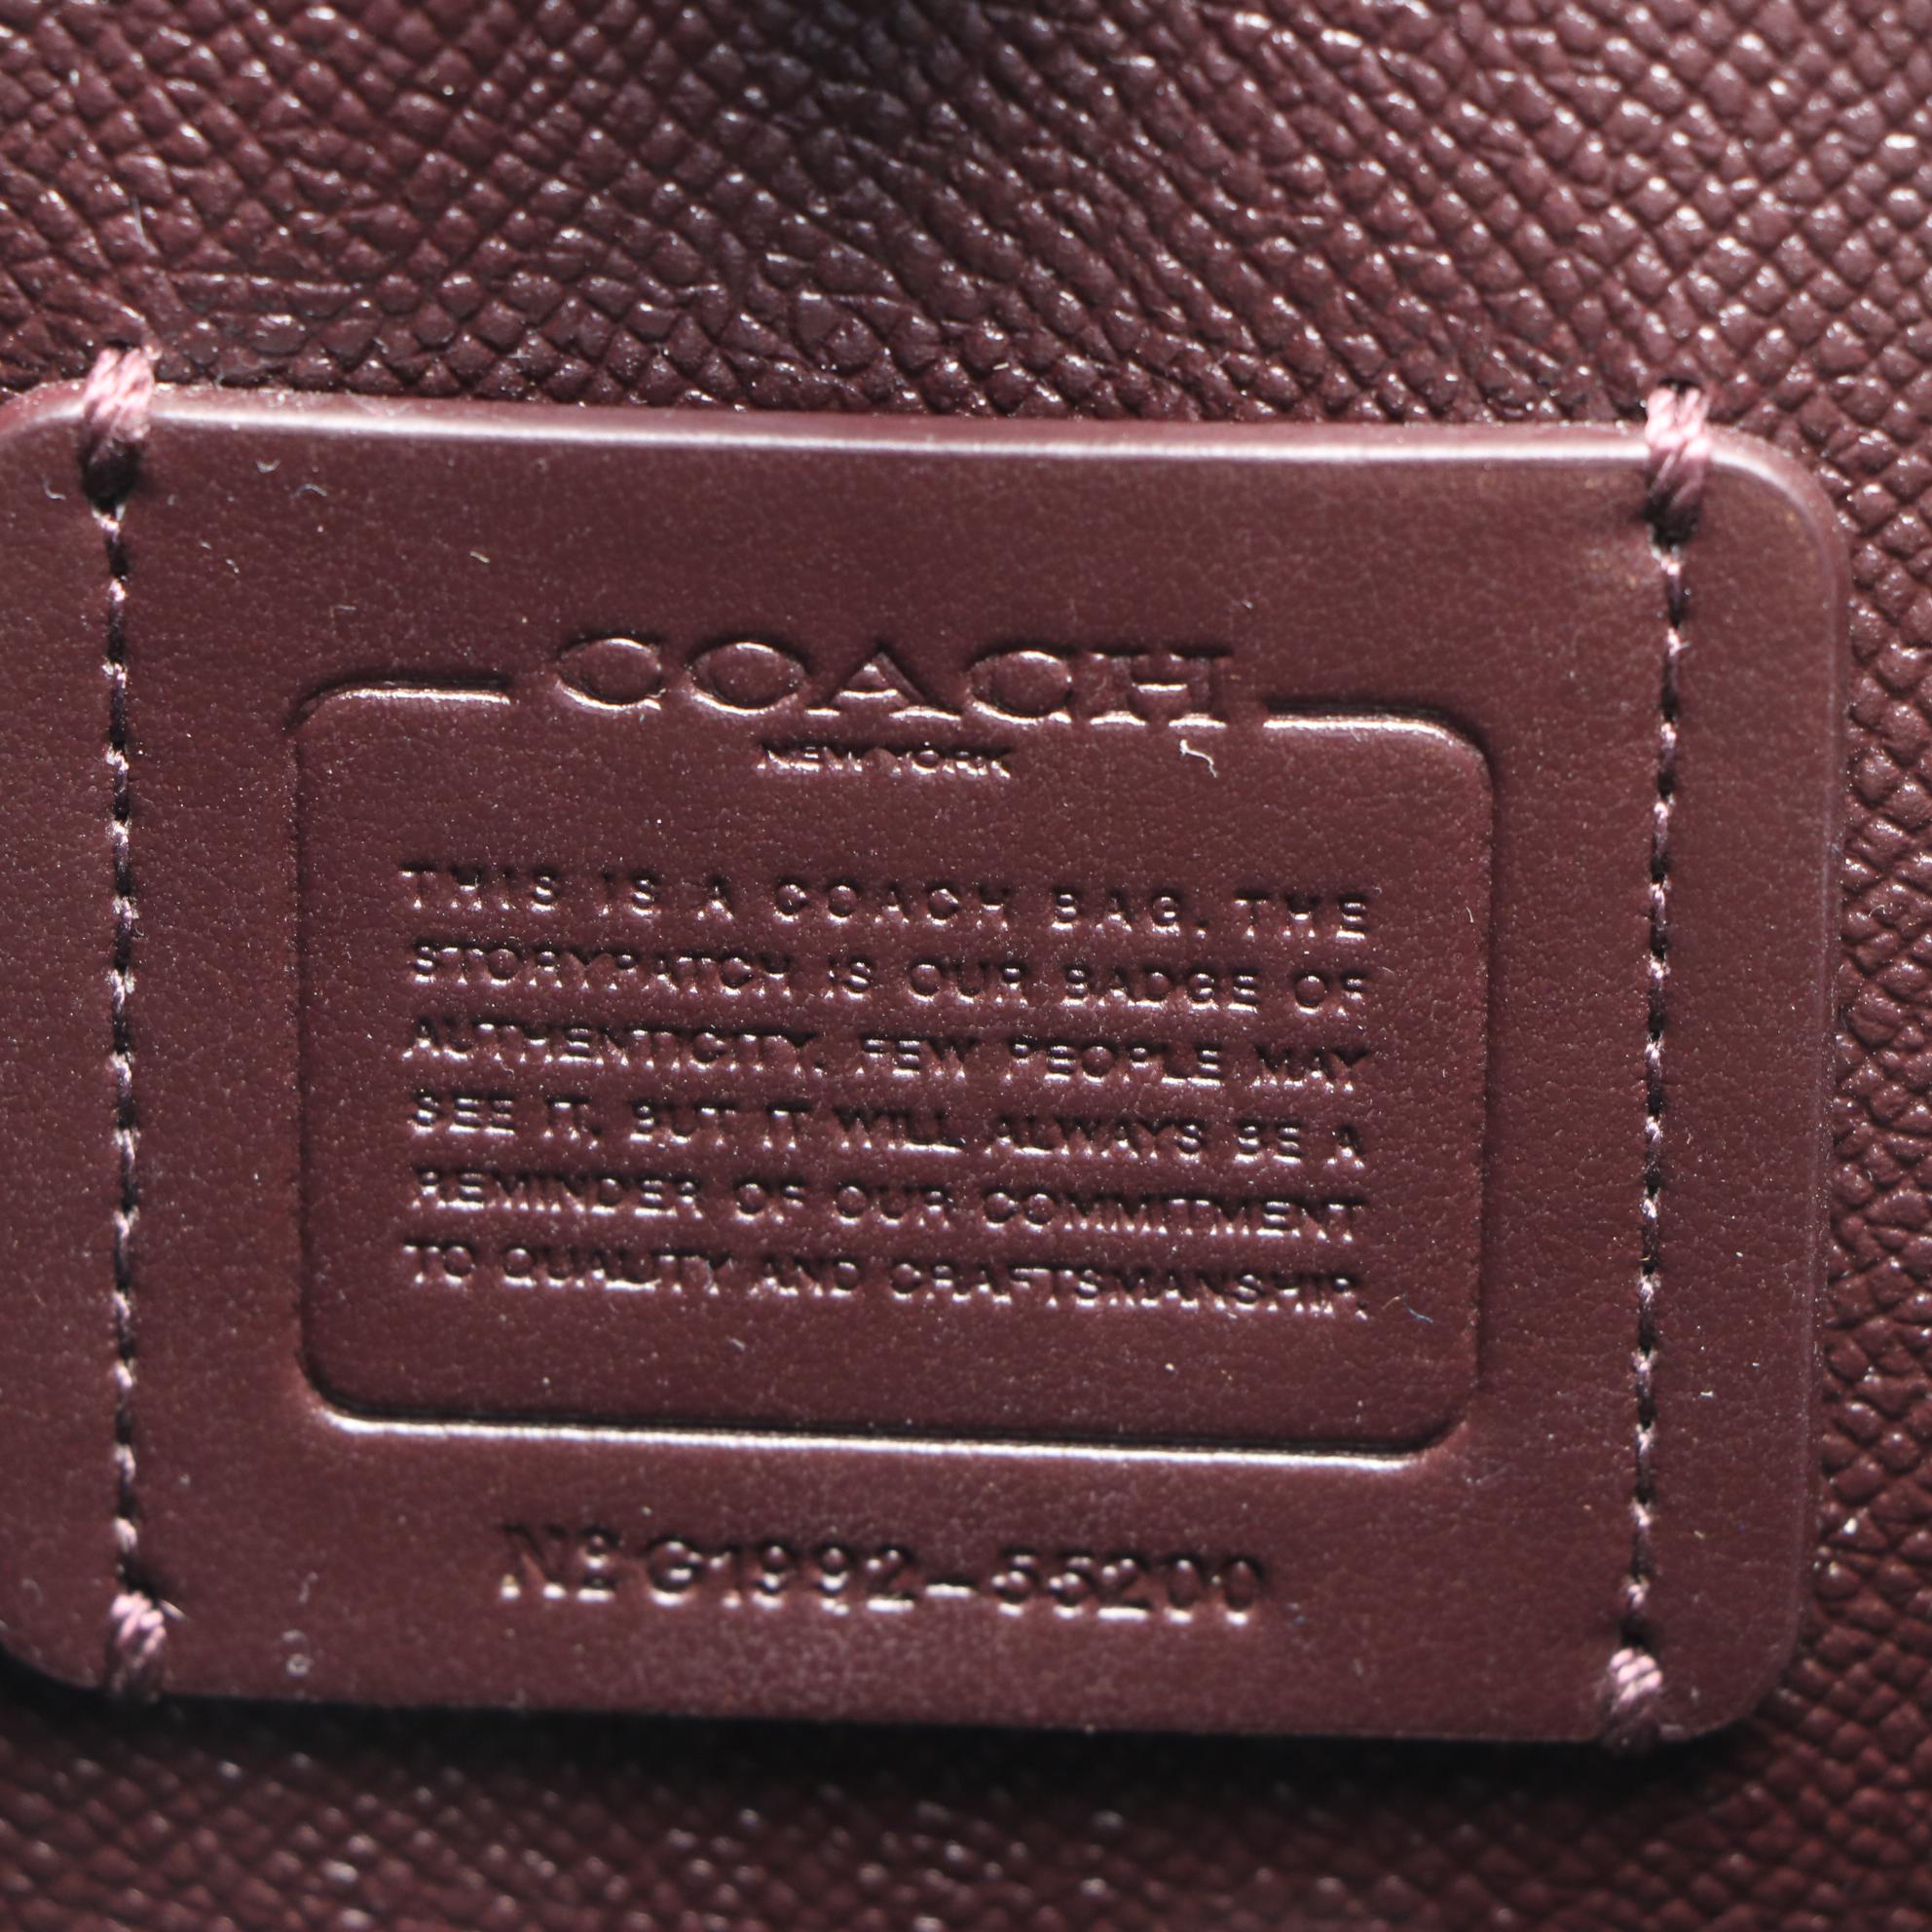 COACH
NEW YORK
THIS IS A COACH BAG. THE
STORYPATCH IS OUR BADGE OF
AUTHENTICITY. FEW PEOPLE MAY
SEE IT, BUT IT WILL ALWAYS BE A
REMINDER OF OUR COMMITMENT
TO QUALITY AND CRAFTSMANSHIP.
Nº G1992-55200